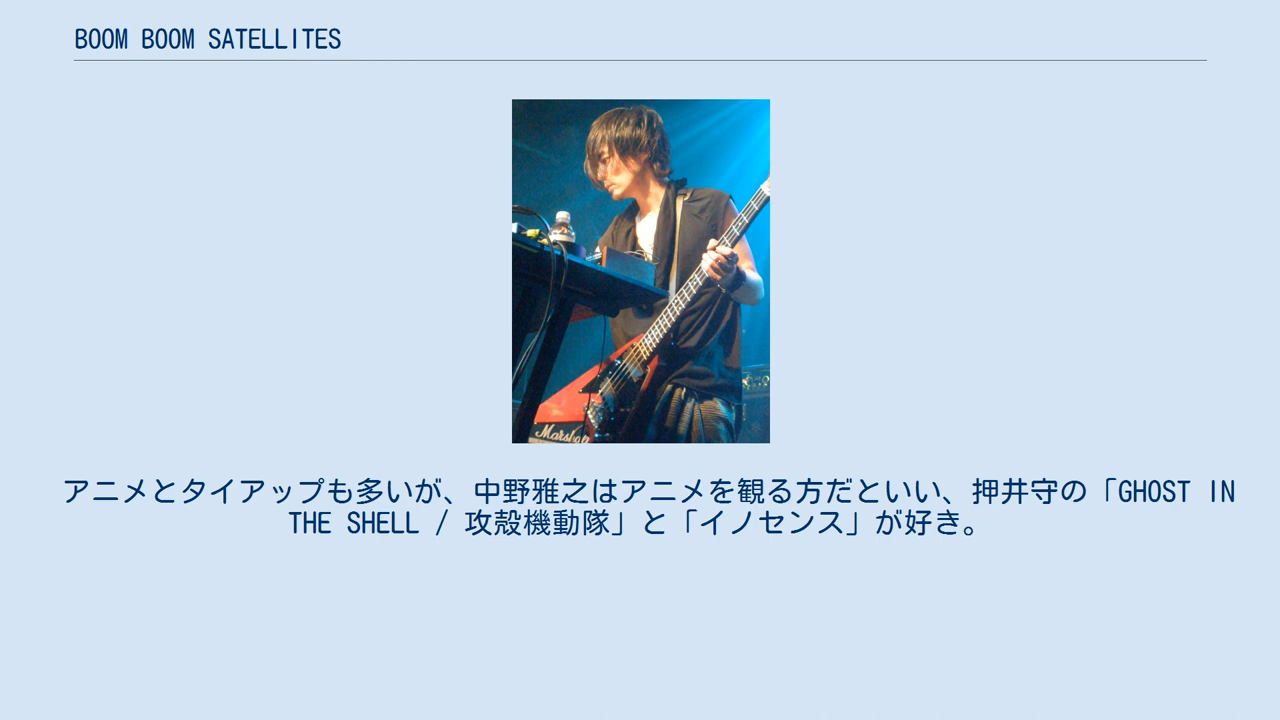 BOOM BOOM SATELLITES
Marshall
アニメとタイアップも多いが、中野雅之はアニメを観る方だといい、押井守の「GHOST IN
THE SHELL / 攻殻機動隊」と「イノセンス」が好き。